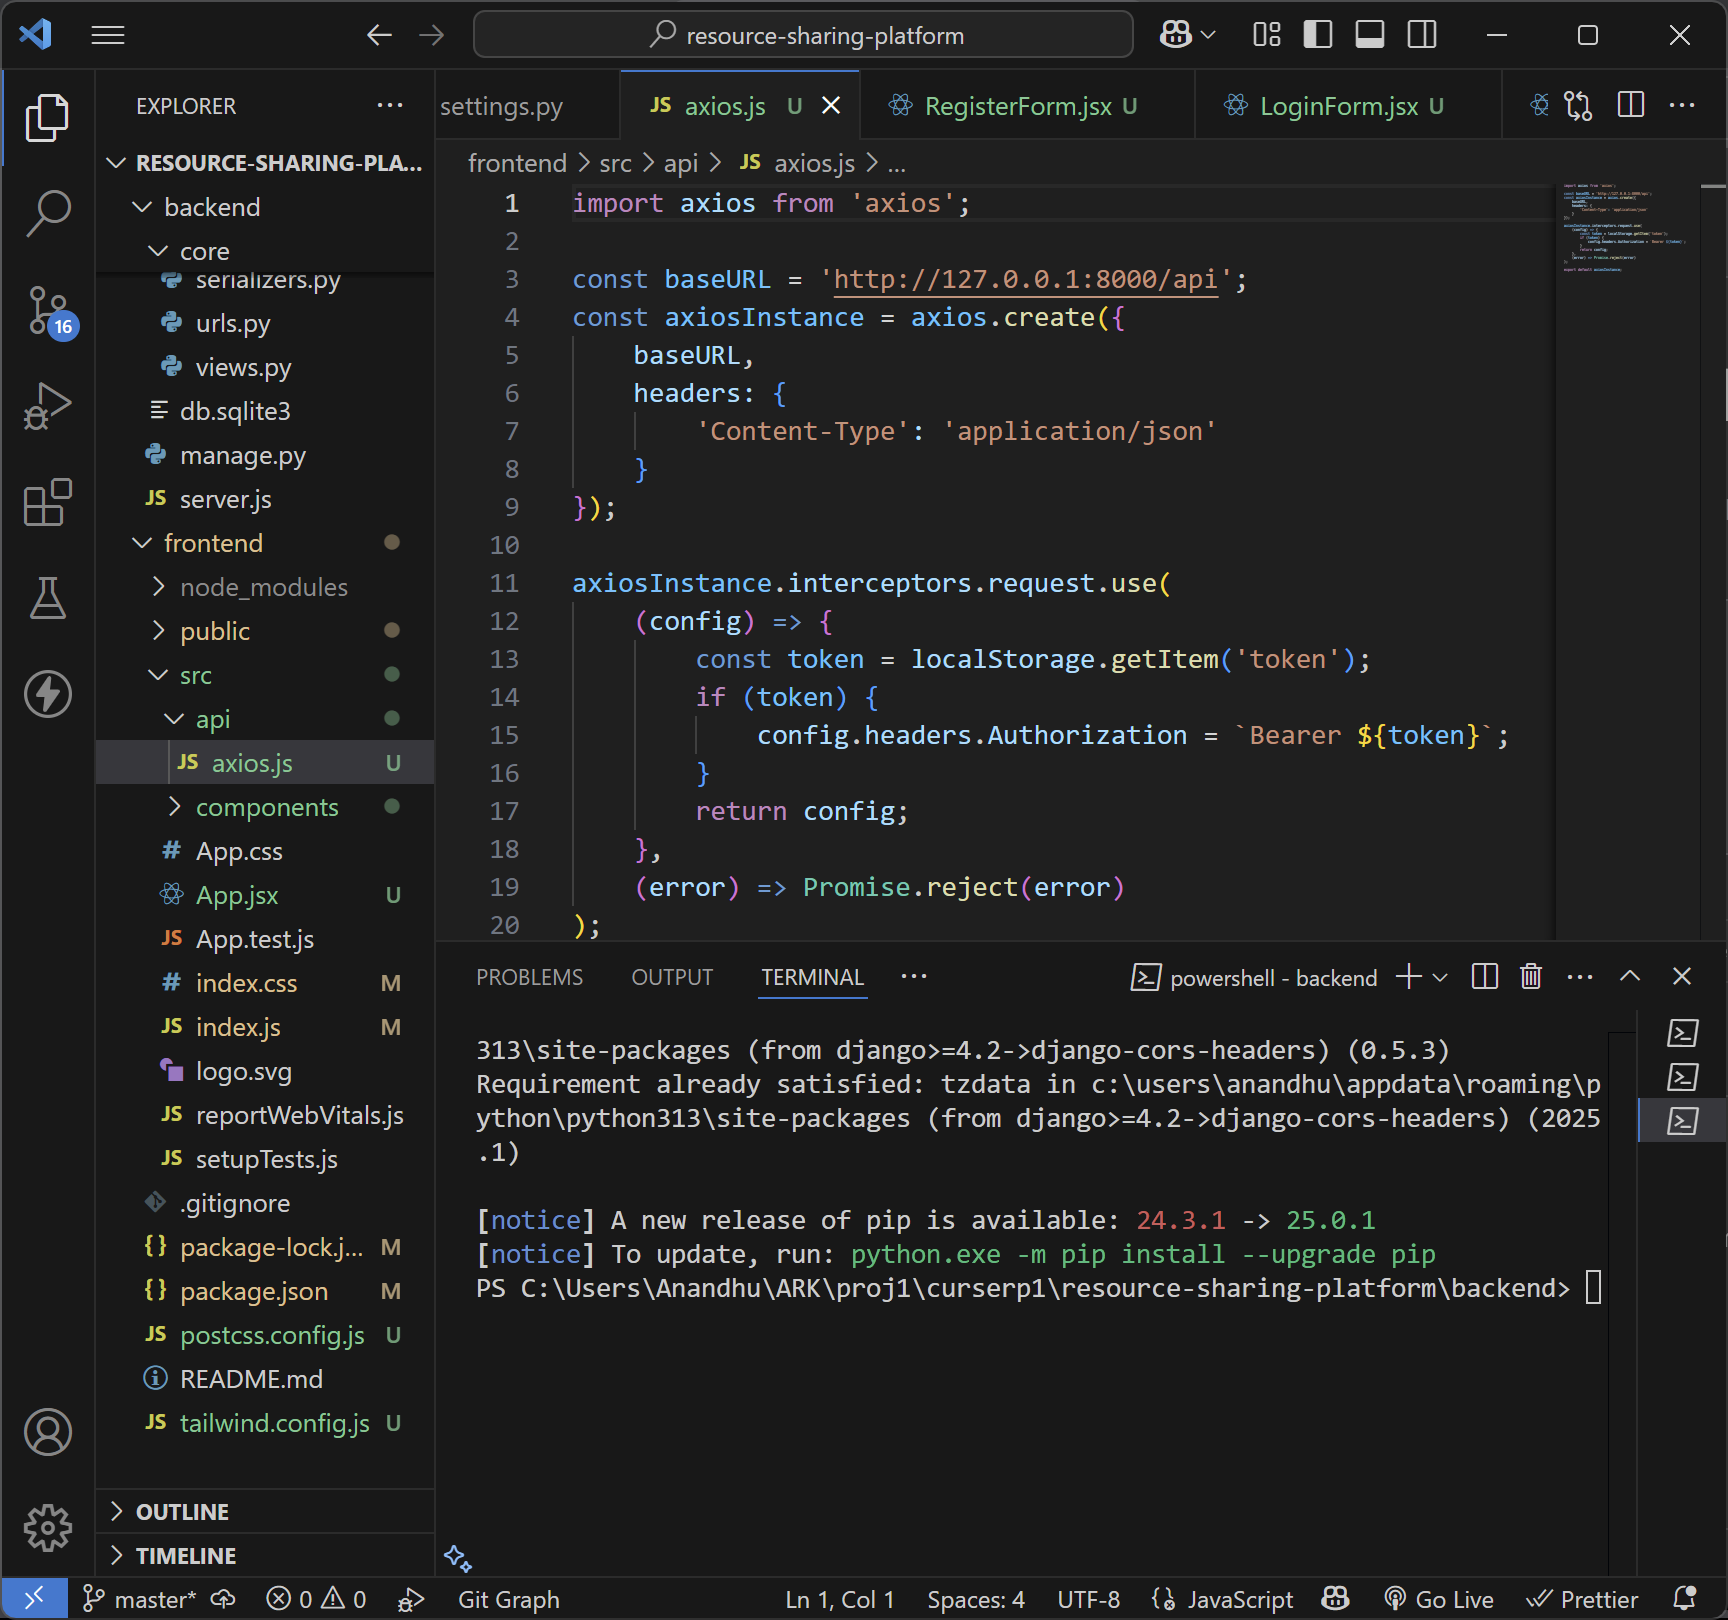 resource-sharing-platform
EXPLORER
RESOURCE-SHARING-PLA...
backend
core
serializers.py
urls.py
views.py
db.sqlite3
manage.py
JS server.js
frontend
node_modules
public
src
api
JS axios.js U
components
# App.css
App.jsx U
JS App.test.js
# index.css M
JS index.js M
logo.svg
JS reportWebVitals.js
JS setupTests.js
.gitignore
{} package-lock.j... M
{} package.json M
JS postcss.config.js U
README.md
JS tailwind.config.js U
OUTLINE
TIMELINE
16
settings.py
JS axios.js U
RegisterForm.jsx U
LoginForm.jsx U
frontend > src > api > JS axios.js > ...
1 import axios from 'axios';
2
3 const baseURL = 'http://127.0.0.1:8000/api';
4 const axiosInstance = axios.create({
5 baseURL,
6 headers: {
7 'Content-Type': 'application/json'
8 }
9 });
10
11 axiosInstance.interceptors.request.use(
12 (config) => {
13 const token = localStorage.getItem('token');
14 if (token) {
15 config.headers.Authorization = `Bearer ${token}`;
16 }
17 return config;
18 },
19 (error) => Promise.reject(error)
20 );
PROBLEMS OUTPUT TERMINAL ... powershell - backend
313\site-packages (from django>=4.2->django-cors-headers) (0.5.3)
Requirement already satisfied: tzdata in c:\users\anandhu\appdata\roaming\p
ython\python313\site-packages (from django>=4.2->django-cors-headers) (2025
.1)
[notice] A new release of pip is available: 24.3.1 -> 25.0.1
[notice] To update, run: python.exe -m pip install --upgrade pip
PS C:\Users\Anandhu\ARK\proj1\curserp1\resource-sharing-platform\backend>
master* 0 0 Git Graph Ln 1, Col 1 Spaces: 4 UTF-8 JavaScript Go Live Prettier